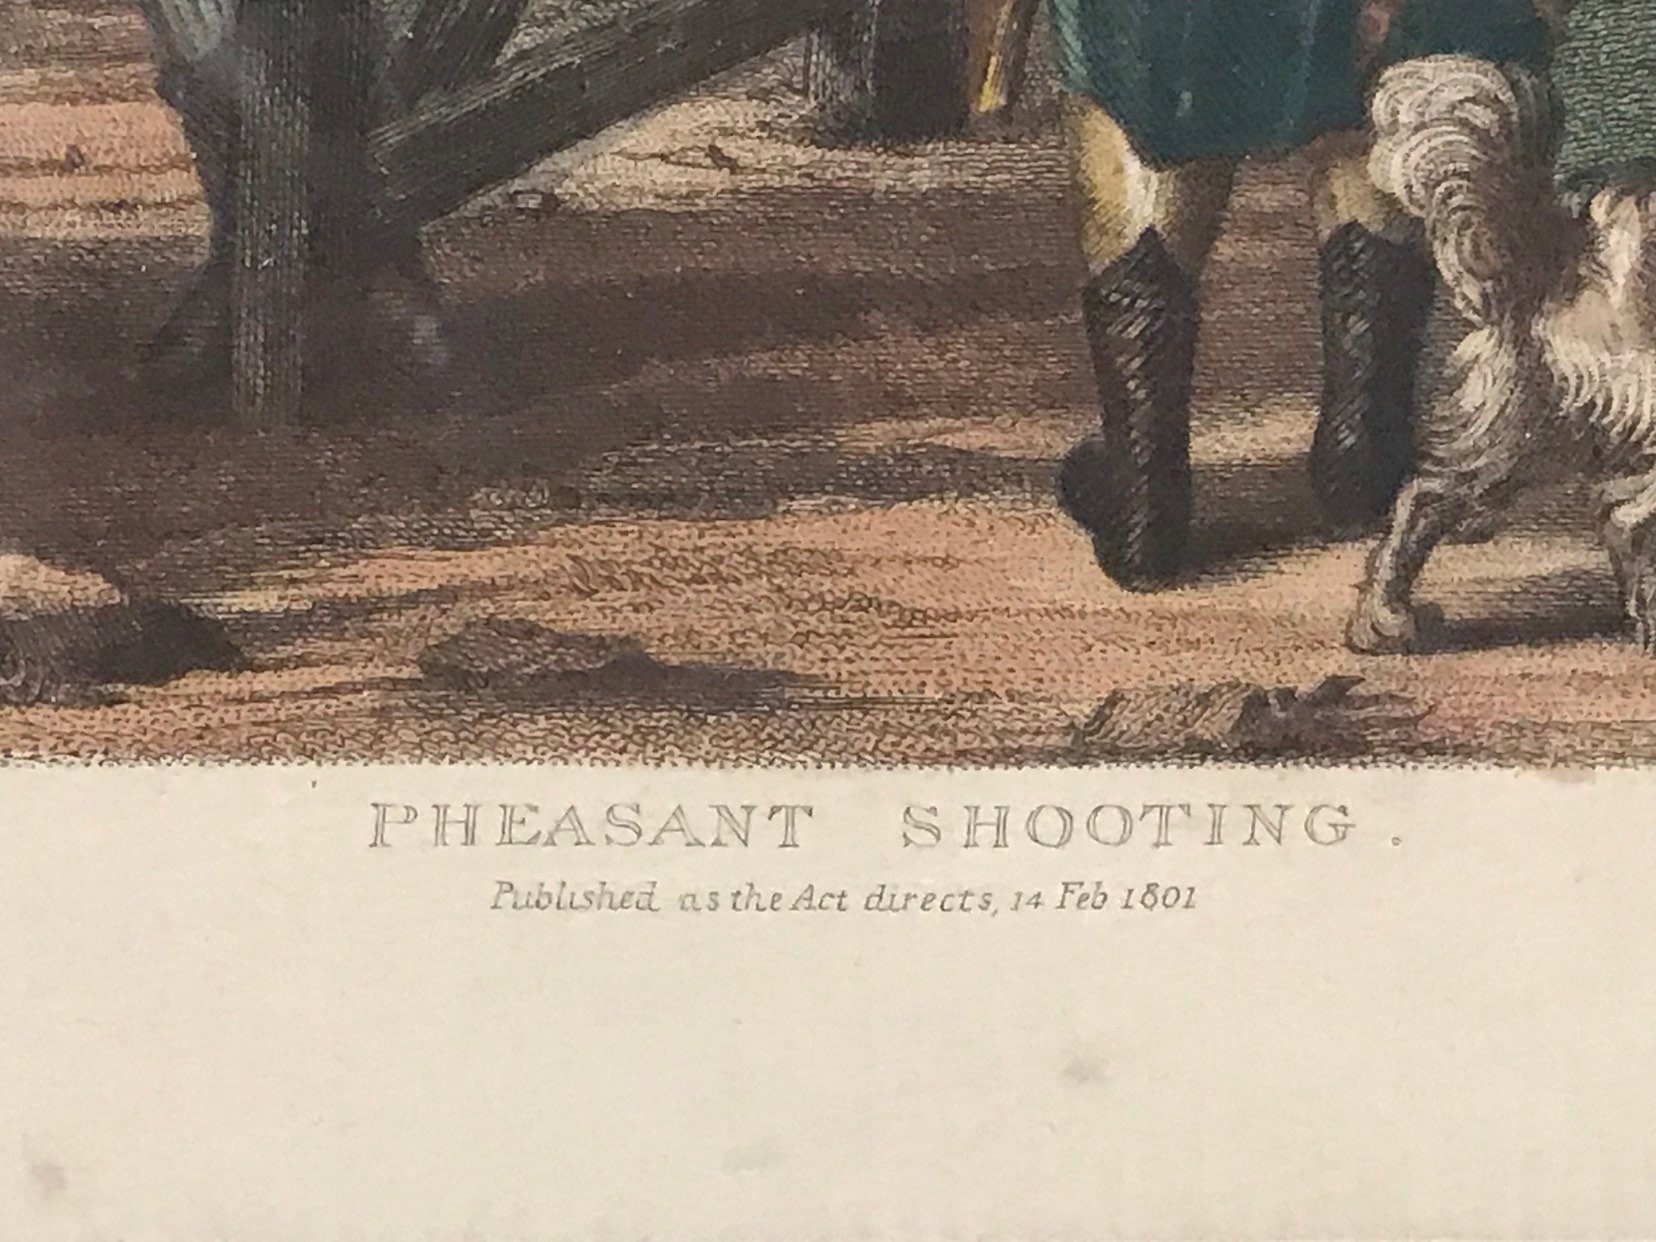 PHEASANT SHOOTING.
Published as the Act directs, 14 Feb 1801